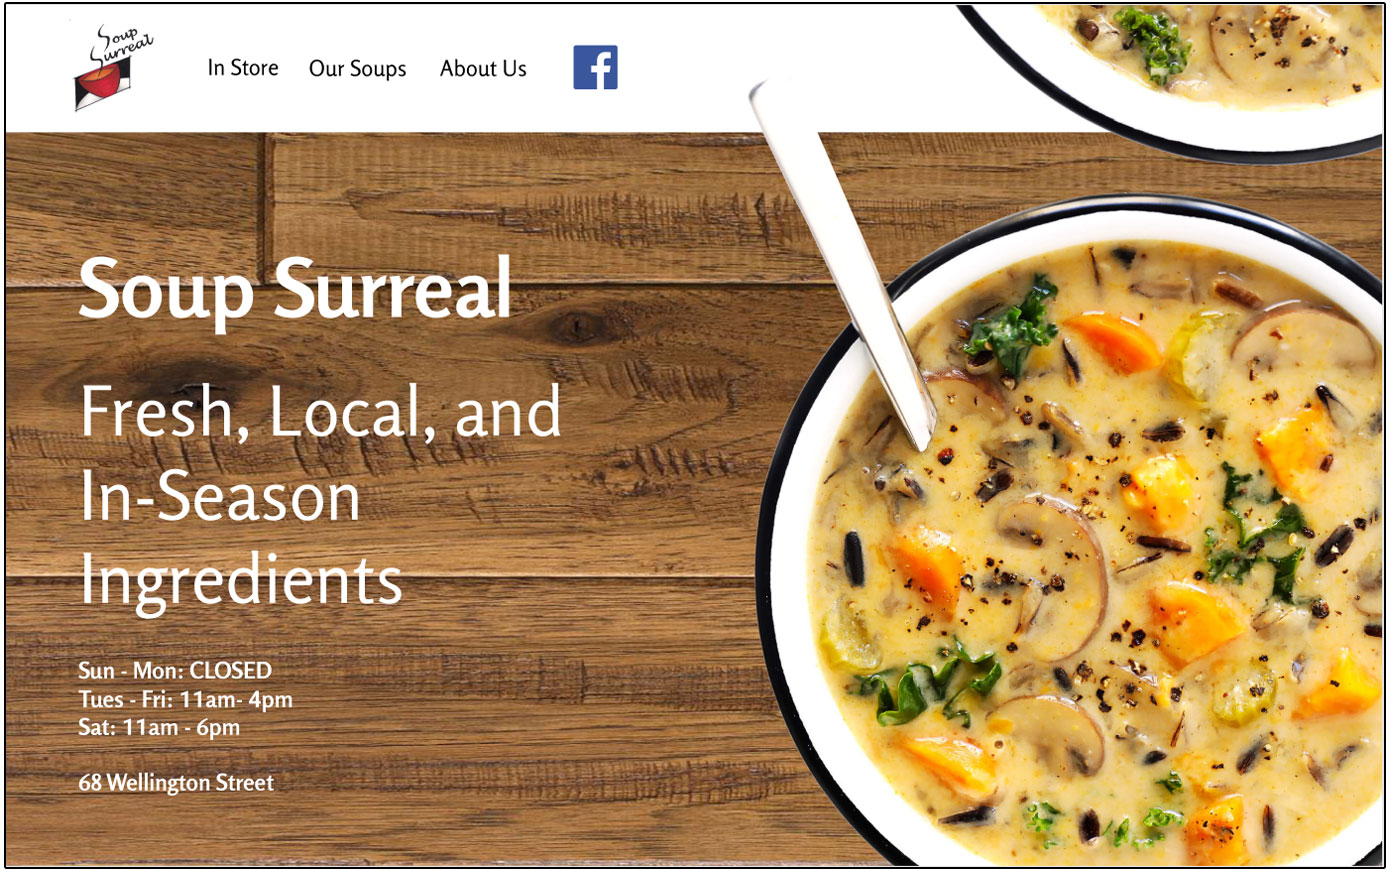 Soup
Surreal
In Store
Our Soups
About Us
f
Soup Surreal
Fresh, Local, and
In-Season
Ingredients
Sun - Mon: CLOSED
Tues - Fri: 11am- 4pm
Sat: 11am - 6pm
68 Wellington Street